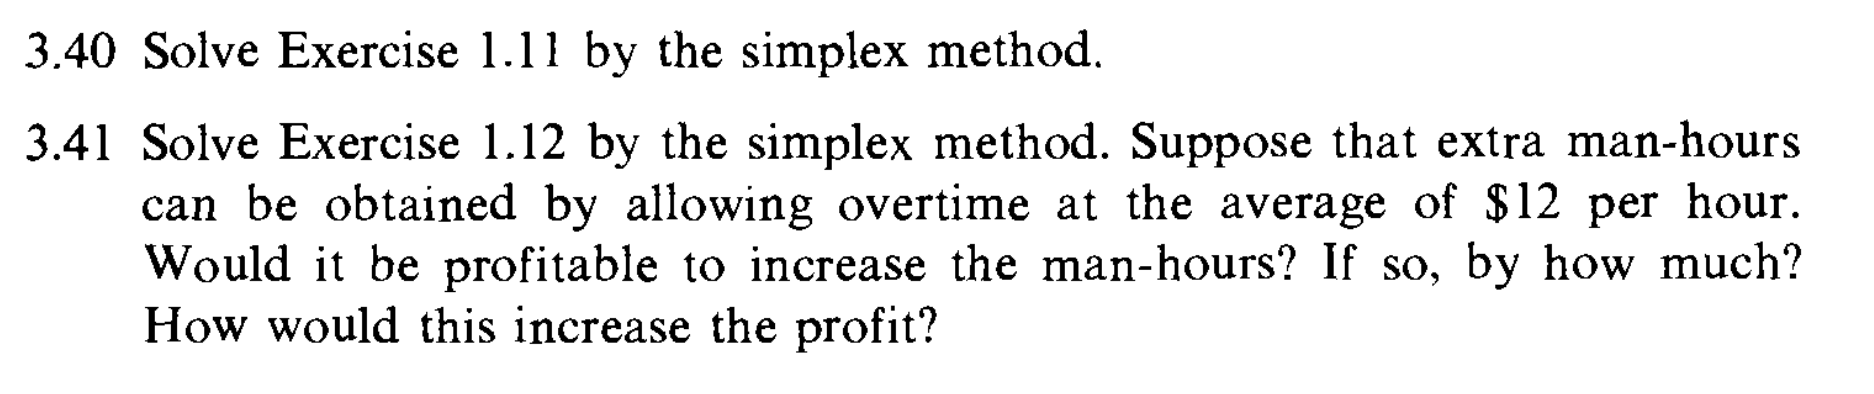 3.40 Solve Exercise 1.11 by the simplex method.
3.41 Solve Exercise 1.12 by the simplex method. Suppose that extra man-hours
can be obtained by allowing overtime at the average of $12 per hour.
Would it be profitable to increase the man-hours? If so, by how much?
How would this increase the profit?